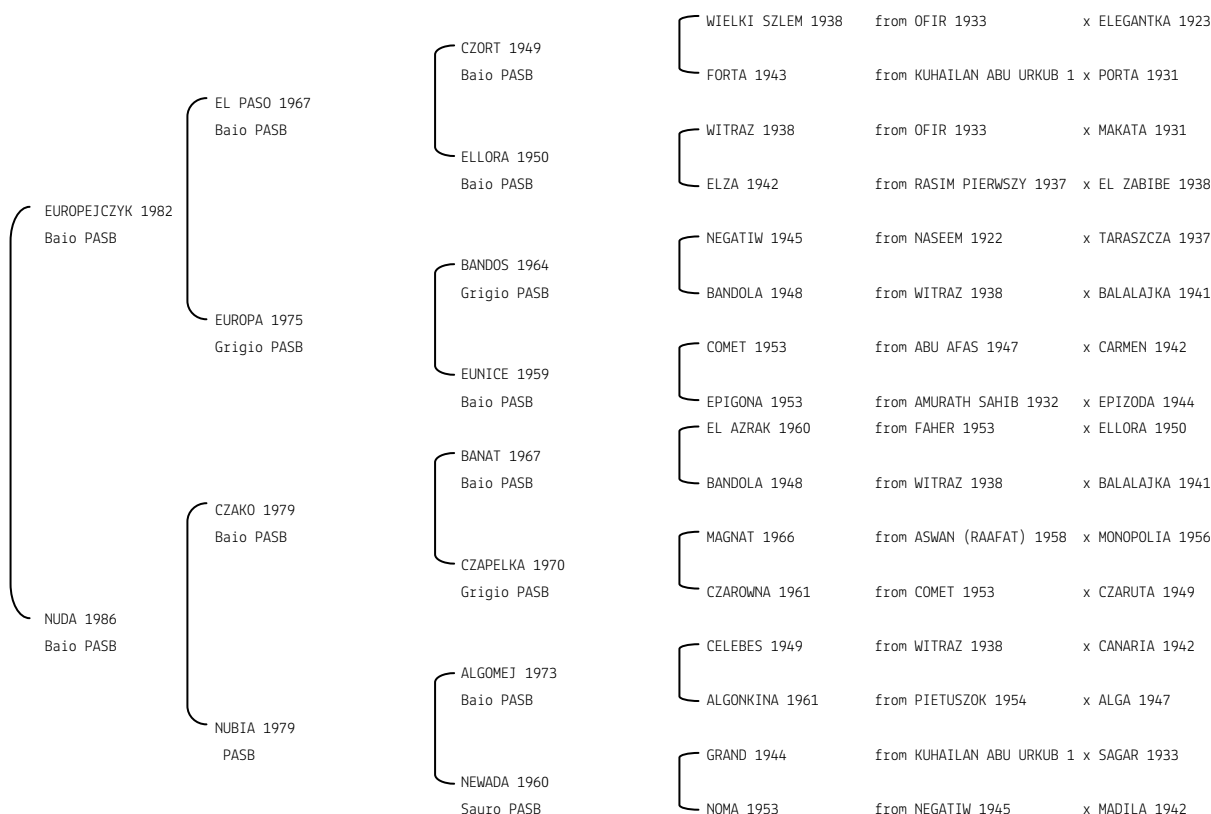 WIELKI SZLEM 1938 from OFIR 1933 x ELEGANTKA 1923
CZORT 1949
Baio PASB
FORTA 1943 from KUHAILAN ABU URKUB 1 x PORTA 1931
EL PASO 1967
Baio PASB
WITRAZ 1938 from OFIR 1933 x MAKATA 1931
ELLORA 1950
Baio PASB
ELZA 1942 from RASIM PIERWSZY 1937 x EL ZABIBE 1938
EUROPEJCZYK 1982
Baio PASB
NEGATIW 1945 from NASEEM 1922 x TARASZCZA 1937
BANDOS 1964
Grigio PASB
BANDOLA 1948 from WITRAZ 1938 x BALALAJKA 1941
EUROPA 1975
Grigio PASB
COMET 1953 from ABU AFAS 1947 x CARMEN 1942
EUNICE 1959
Baio PASB
EPIGONA 1953 from AMURATH SAHIB 1932 x EPIZODA 1944
EL AZRAK 1960 from FAHER 1953 x ELLORA 1950
BANAT 1967
Baio PASB
BANDOLA 1948 from WITRAZ 1938 x BALALAJKA 1941
CZAKO 1979
Baio PASB
MAGNAT 1966 from ASWAN (RAAFAT) 1958 x MONOPOLIA 1956
CZAPELKA 1970
Grigio PASB
CZAROWNA 1961 from COMET 1953 x CZARUTA 1949
NUDA 1986
Baio PASB
CELEBES 1949 from WITRAZ 1938 x CANARIA 1942
ALGOMEJ 1973
Baio PASB
ALGONKINA 1961 from PIETUSZOK 1954 x ALGA 1947
NUBIA 1979
PASB
GRAND 1944 from KUHAILAN ABU URKUB 1 x SAGAR 1933
NEWADA 1960
Sauro PASB
NOMA 1953 from NEGATIW 1945 x MADILA 1942